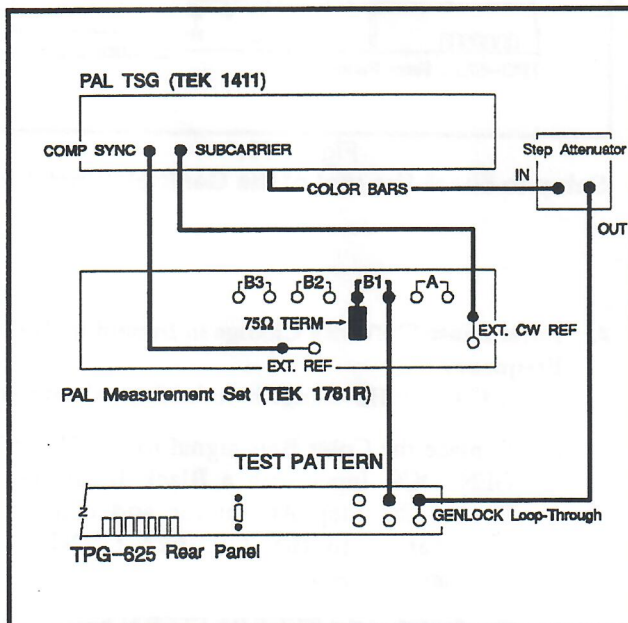 PAL TSG (TEK 1411)
COMP SYNC
SUBCARRIER
Step Attenuator
IN
COLOR BARS
OUT
B3
B2
B1
A
75Ω TERM
EXT. CW REF
EXT. REF
PAL Measurement Set (TEK 1781R)
TEST PATTERN
GENLOCK Loop-Through
TPG-625 Rear Panel